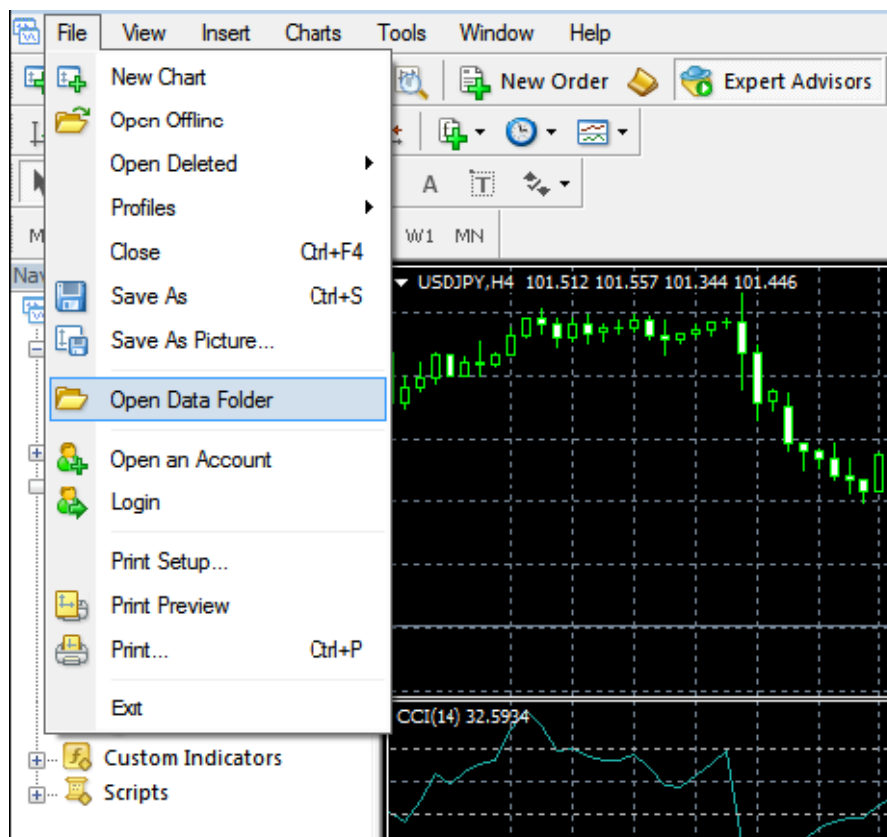 File View Insert Charts Tools Window Help
New Chart
New Order Expert Advisors
Open Offline
Open Deleted
A T
Profiles
W1 MN
Close Ctrl+F4
USDJPY,H4 101.512 101.557 101.344 101.446
Save As Ctrl+S
Save As Picture...
Open Data Folder
Open an Account
Login
Print Setup...
Print Preview
Print... Ctrl+P
Exit
CCI(14) 32.5934
Custom Indicators
Scripts